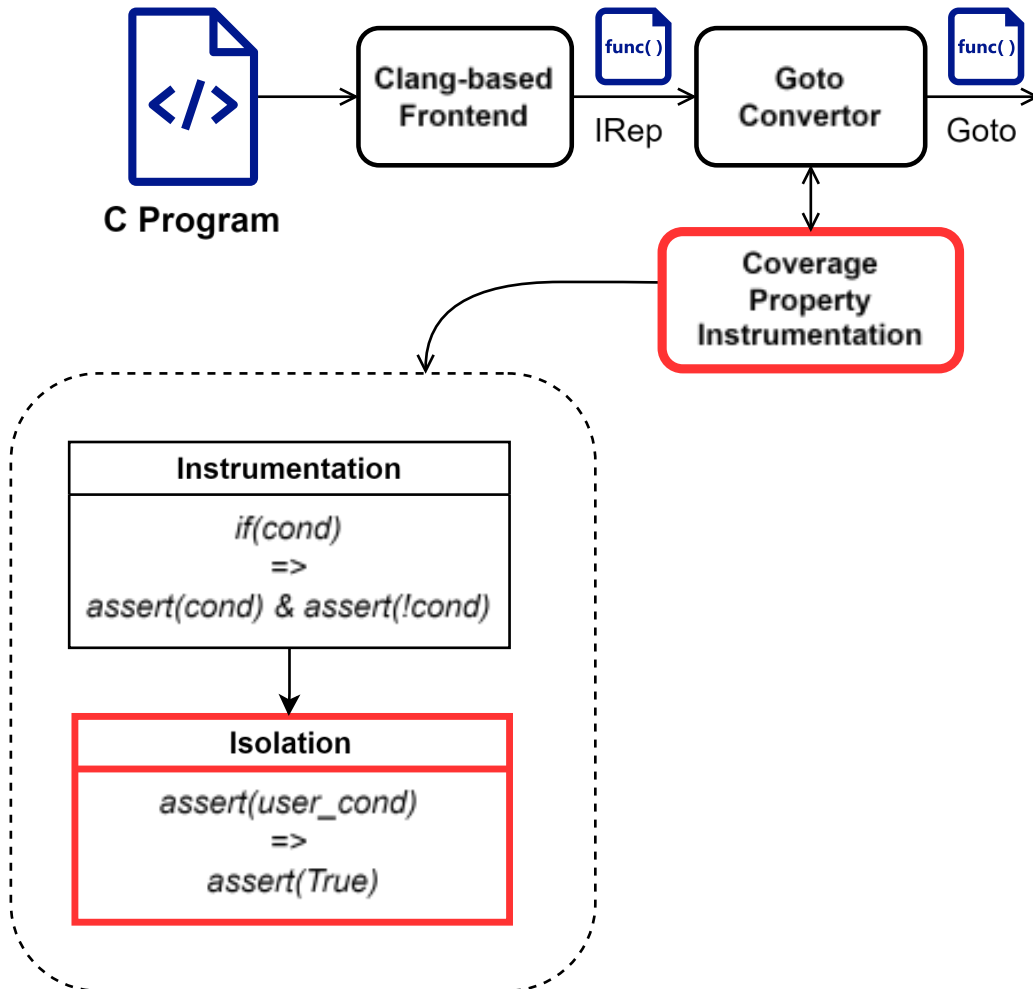 </>
C Program
Clang-based
Frontend
func( )
IRep
Goto
Convertor
func( )
Goto
Coverage
Property
Instrumentation
Instrumentation
if(cond)
=>
assert(cond) & assert(!cond)
Isolation
assert(user_cond)
=>
assert(True)